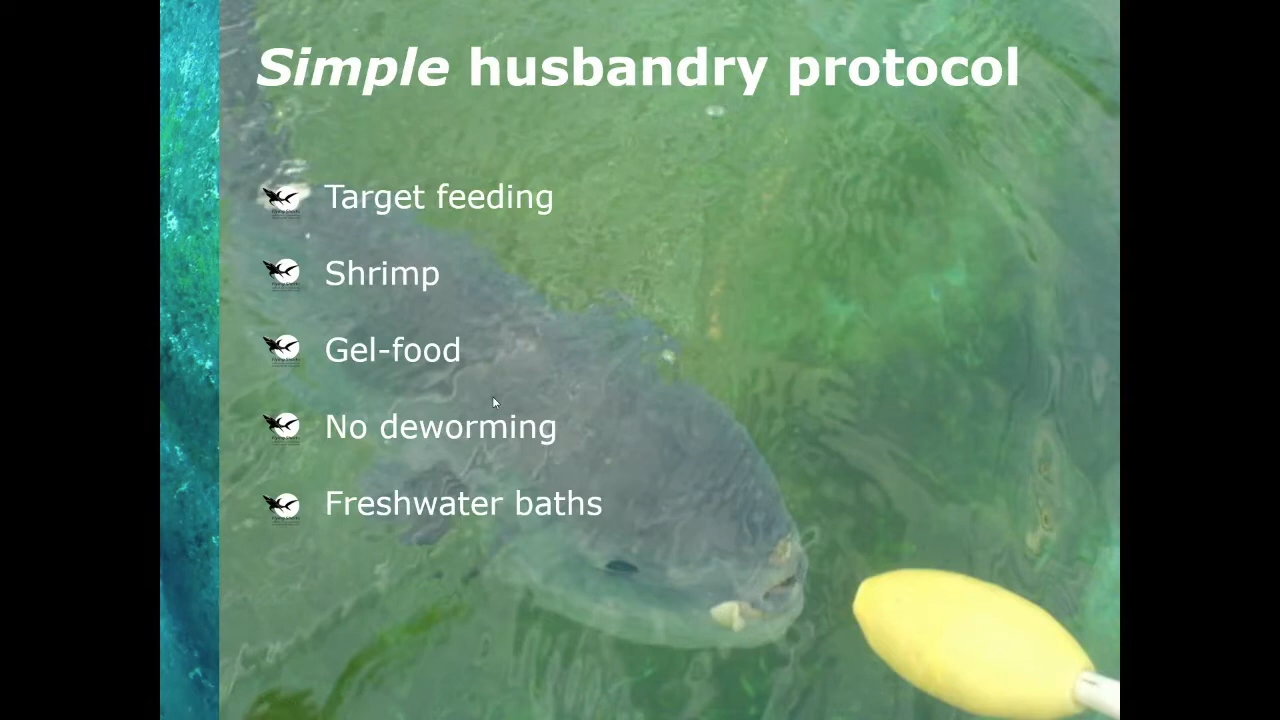 Simple husbandry protocol
Target feeding
Shrimp
Gel-food
No deworming
Freshwater baths